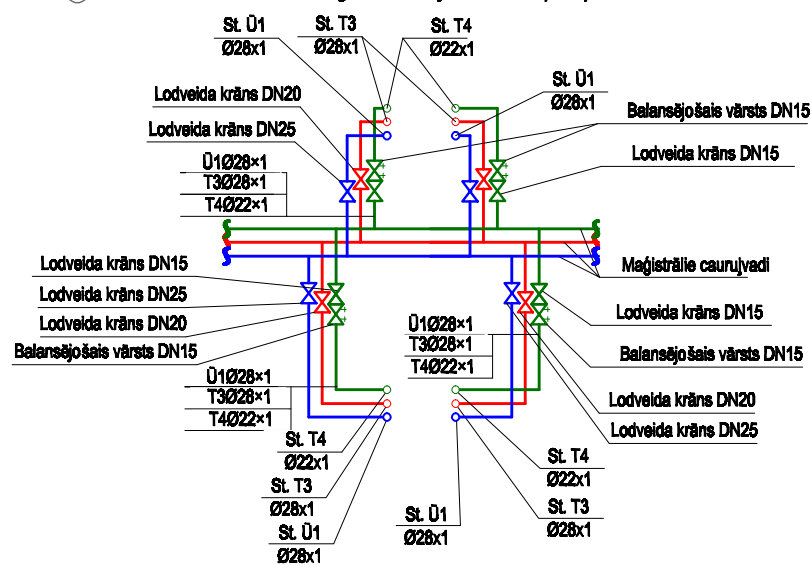 St. Ū1
Ø28x1
St. T3
Ø28x1
St. T4
Ø22x1
St. Ū1
Ø28x1
Lodveida krāns DN20
Lodveida krāns DN25
Balansējošais vārsts DN15
Lodveida krāns DN15
Ū1Ø28×1
T3Ø28×1
T4Ø22×1
Lodveida krāns DN15
Lodveida krāns DN25
Lodveida krāns DN20
Balansējošais vārsts DN15
Maģistrālie cauruļvadi
Lodveida krāns DN15
Balansējošais vārsts DN15
Ū1Ø28×1
T3Ø28×1
T4Ø22×1
Ū1Ø28×1
T3Ø28×1
T4Ø22×1
Lodveida krāns DN20
Lodveida krāns DN25
St. T4
Ø22x1
St. T3
Ø28x1
St. Ū1
Ø28x1
St. Ū1
Ø28x1
St. T4
Ø22x1
St. T3
Ø28x1